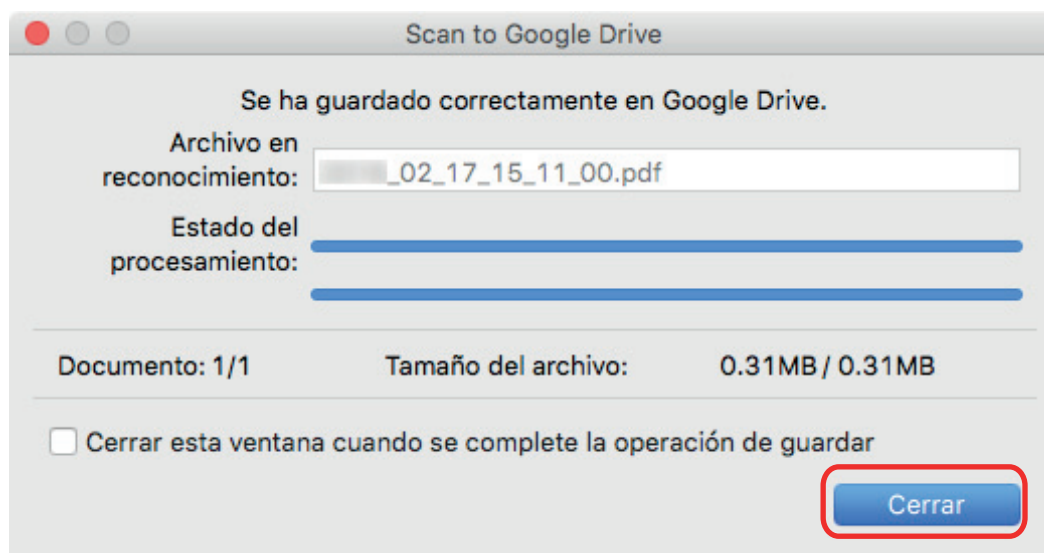 Scan to Google Drive
Se ha guardado correctamente en Google Drive.
Archivo en
reconocimiento:
_02_17_15_11_00.pdf
Estado del
procesamiento:
Documento: 1/1 Tamaño del archivo: 0.31MB / 0.31MB
Cerrar esta ventana cuando se complete la operación de guardar
Cerrar